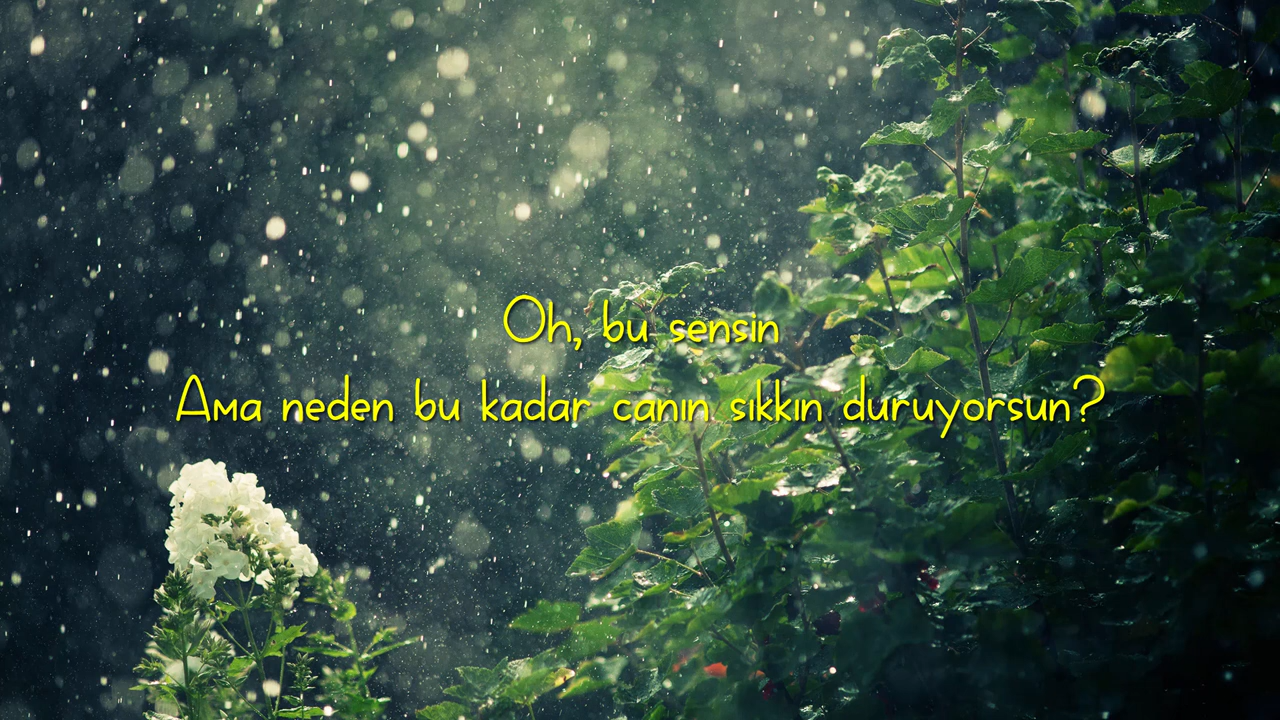 Oh, bu sensin
Ama neden bu kadar canın sıkkın duruyorsun?